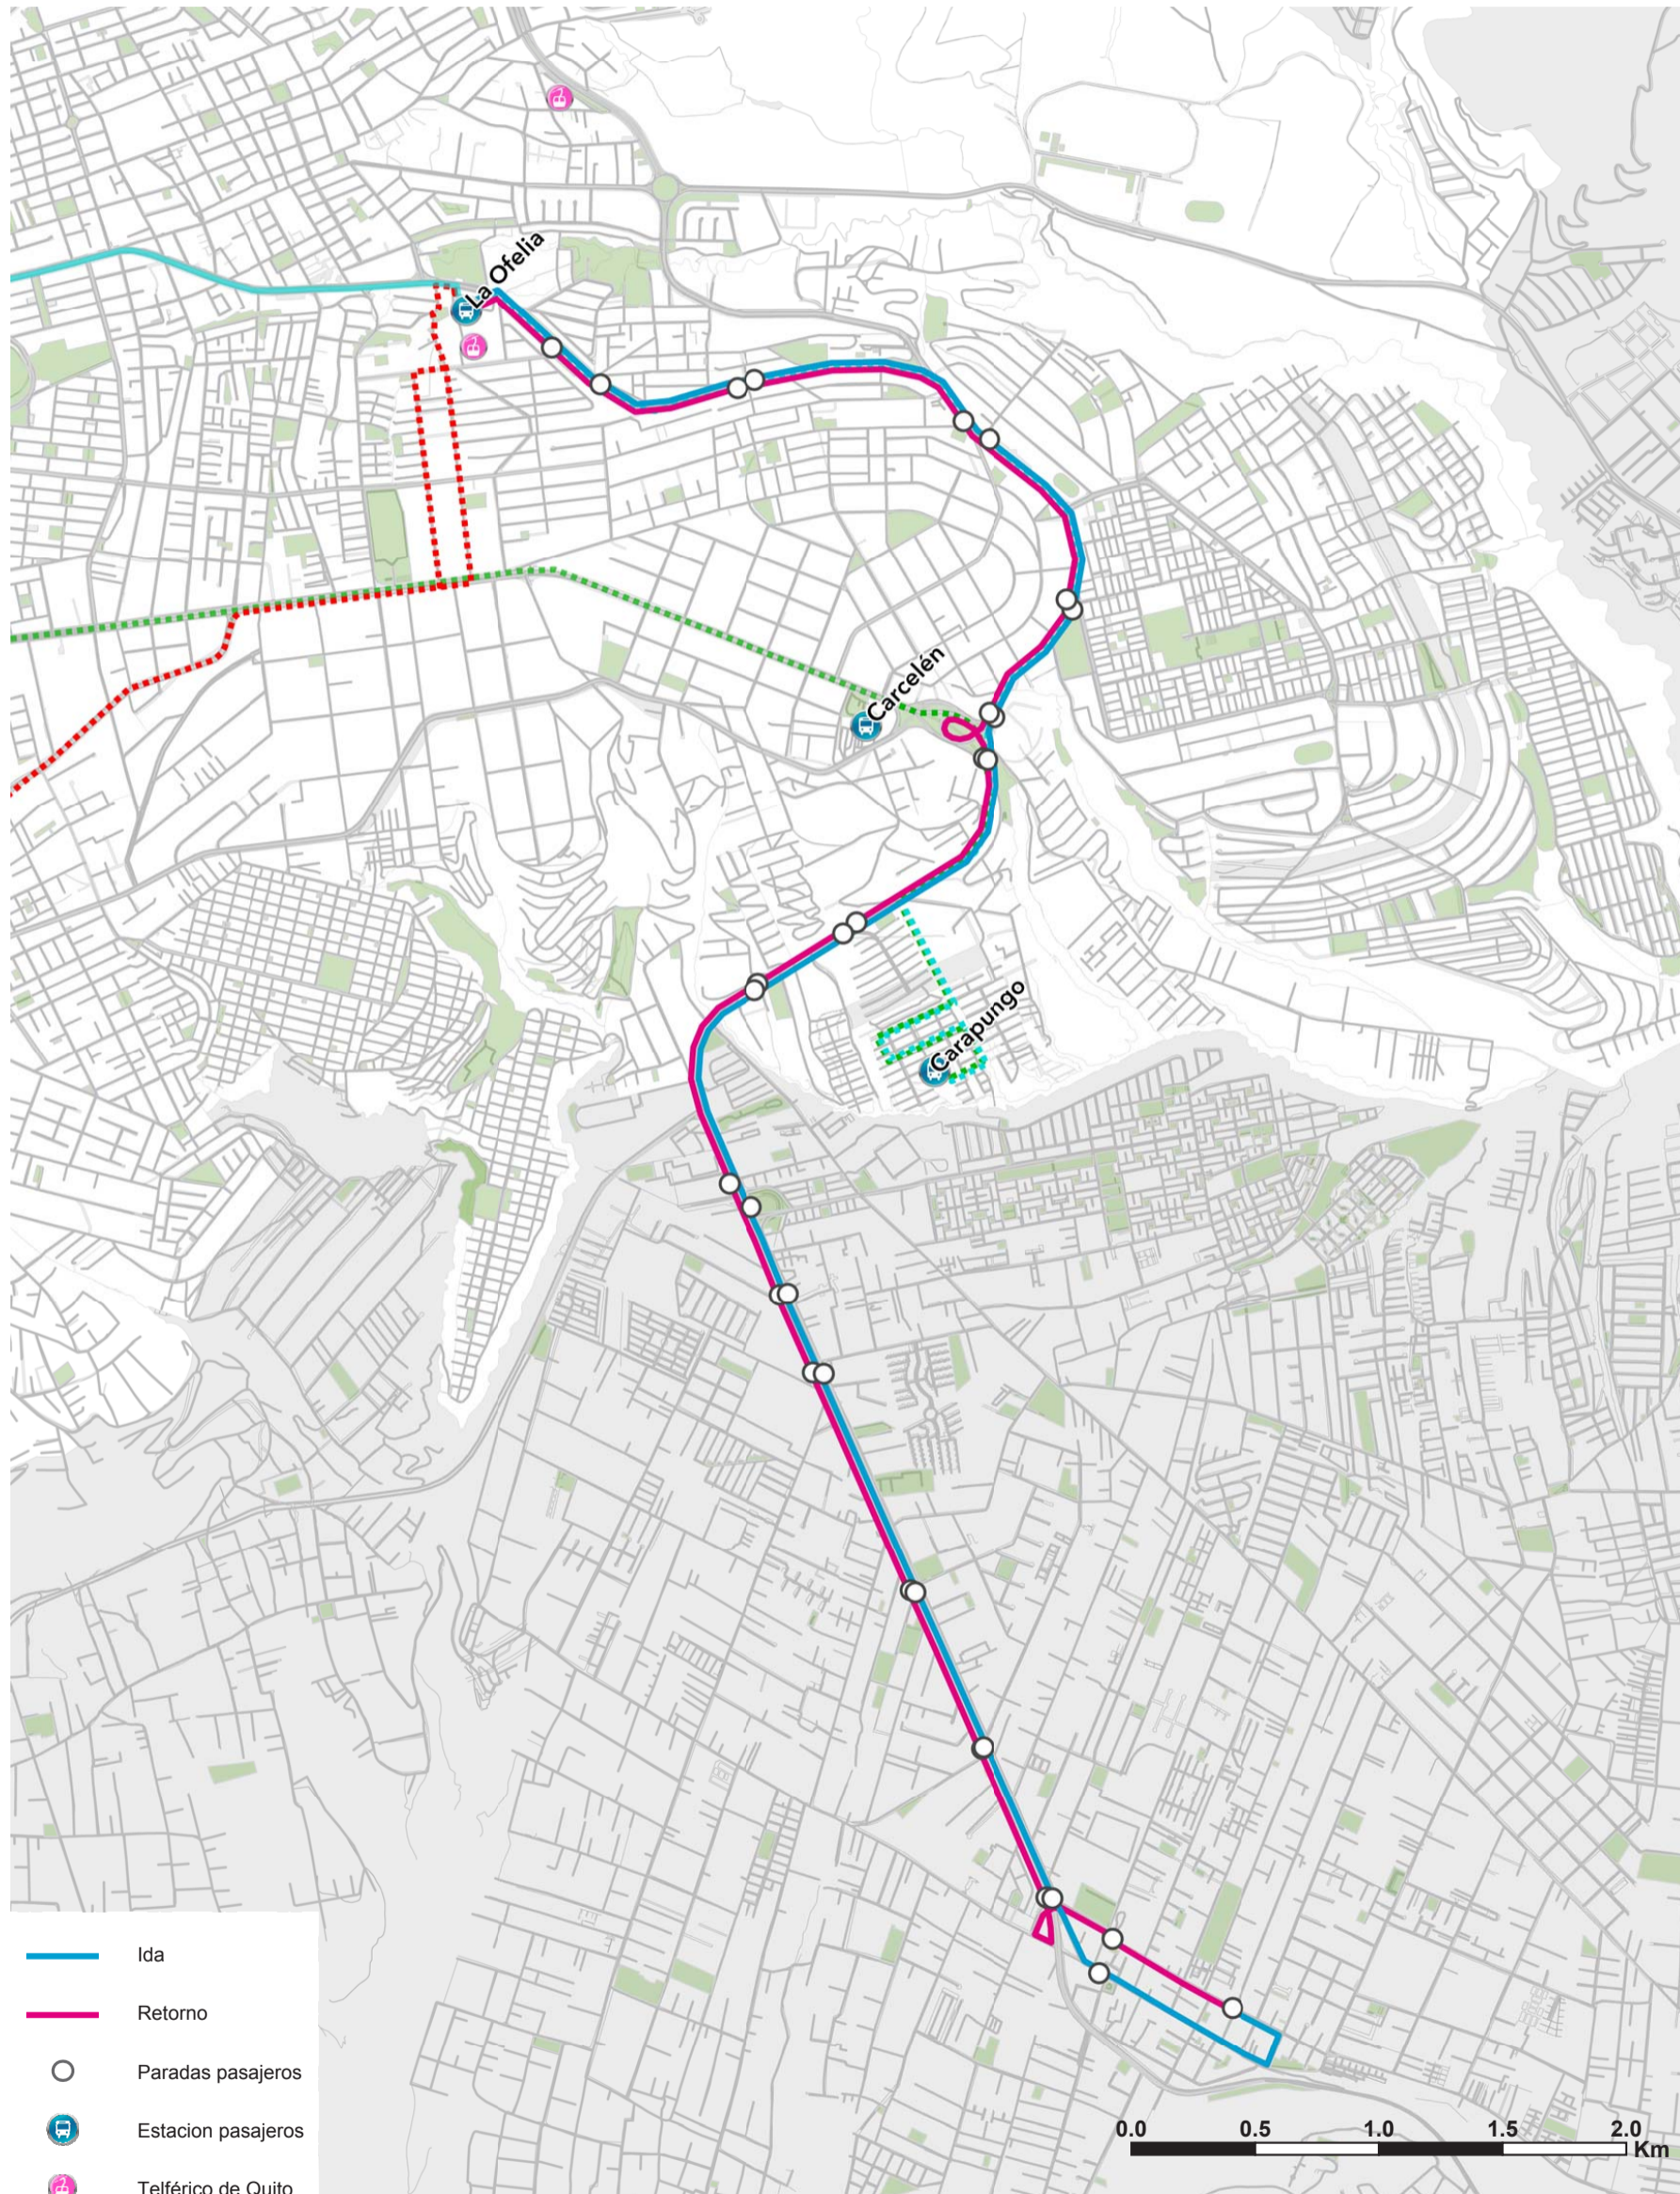 La Ofelia
Carcelén
Carapungo
Ida
Retorno
Paradas pasajeros
Estacion pasajeros
Telférico de Quito
0.0 0.5 1.0 1.5 2.0
Km